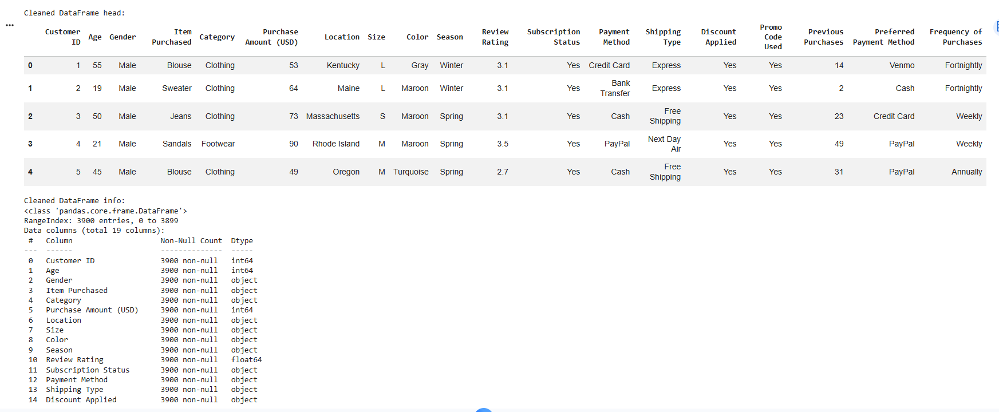 Cleaned DataFrame head:
Customer ID Age Gender Item Purchased Category Purchase Amount (USD) Location Size Color Season Review Rating Subscription Status Payment Method Shipping Type Discount Applied Promo Code Used Previous Purchases Preferred Payment Method Frequency of Purchases
0 1 55 Male Blouse Clothing 53 Kentucky L Gray Winter 3.1 Yes Credit Card Express Yes Yes 14 Venmo Fortnightly
1 2 19 Male Sweater Clothing 64 Maine L Maroon Winter 3.1 Yes Bank Transfer Express Yes Yes 2 Cash Fortnightly
2 3 50 Male Jeans Clothing 73 Massachusetts S Maroon Spring 3.1 Yes Cash Free Shipping Yes Yes 23 Credit Card Weekly
3 4 21 Male Sandals Footwear 90 Rhode Island M Maroon Spring 3.5 Yes PayPal Next Day Air Yes Yes 49 PayPal Weekly
4 5 45 Male Blouse Clothing 49 Oregon M Turquoise Spring 2.7 Yes Cash Free Shipping Yes Yes 31 PayPal Annually
Cleaned DataFrame info:
<class 'pandas.core.frame.DataFrame'>
RangeIndex: 3900 entries, 0 to 3899
Data columns (total 19 columns):
# Column Non-Null Count Dtype
--- ------ -------------- -----
0 Customer ID 3900 non-null int64
1 Age 3900 non-null int64
2 Gender 3900 non-null object
3 Item Purchased 3900 non-null object
4 Category 3900 non-null object
5 Purchase Amount (USD) 3900 non-null int64
6 Location 3900 non-null object
7 Size 3900 non-null object
8 Color 3900 non-null object
9 Season 3900 non-null object
10 Review Rating 3900 non-null float64
11 Subscription Status 3900 non-null object
12 Payment Method 3900 non-null object
13 Shipping Type 3900 non-null object
14 Discount Applied 3900 non-null object